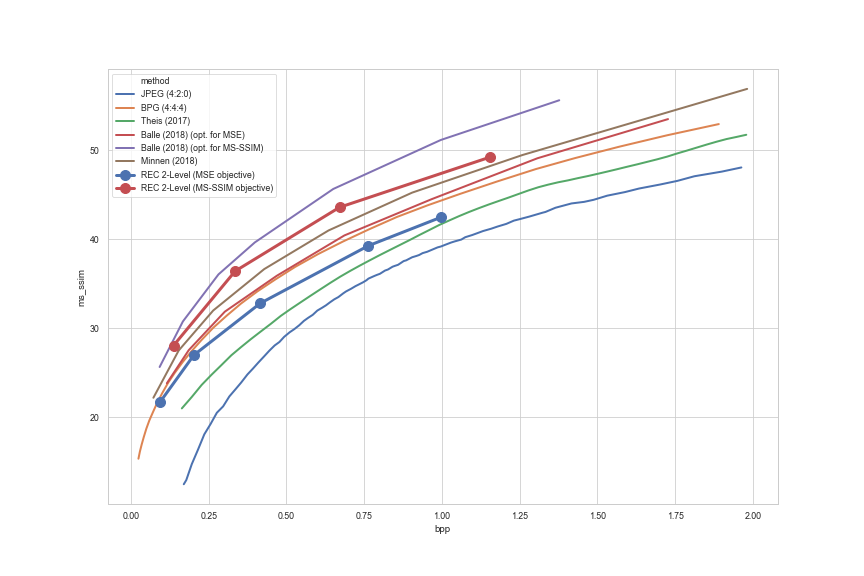 method
JPEG (4:2:0)
BPG (4:4:4)
Theis (2017)
Balle (2018) (opt. for MSE)
Balle (2018) (opt. for MS-SSIM)
Minnen (2018)
REC 2-Level (MSE objective)
REC 2-Level (MS-SSIM objective)
50
40
30
20
ms_ssim
0.00 0.25 0.50 0.75 1.00 1.25 1.50 1.75 2.00
bpp